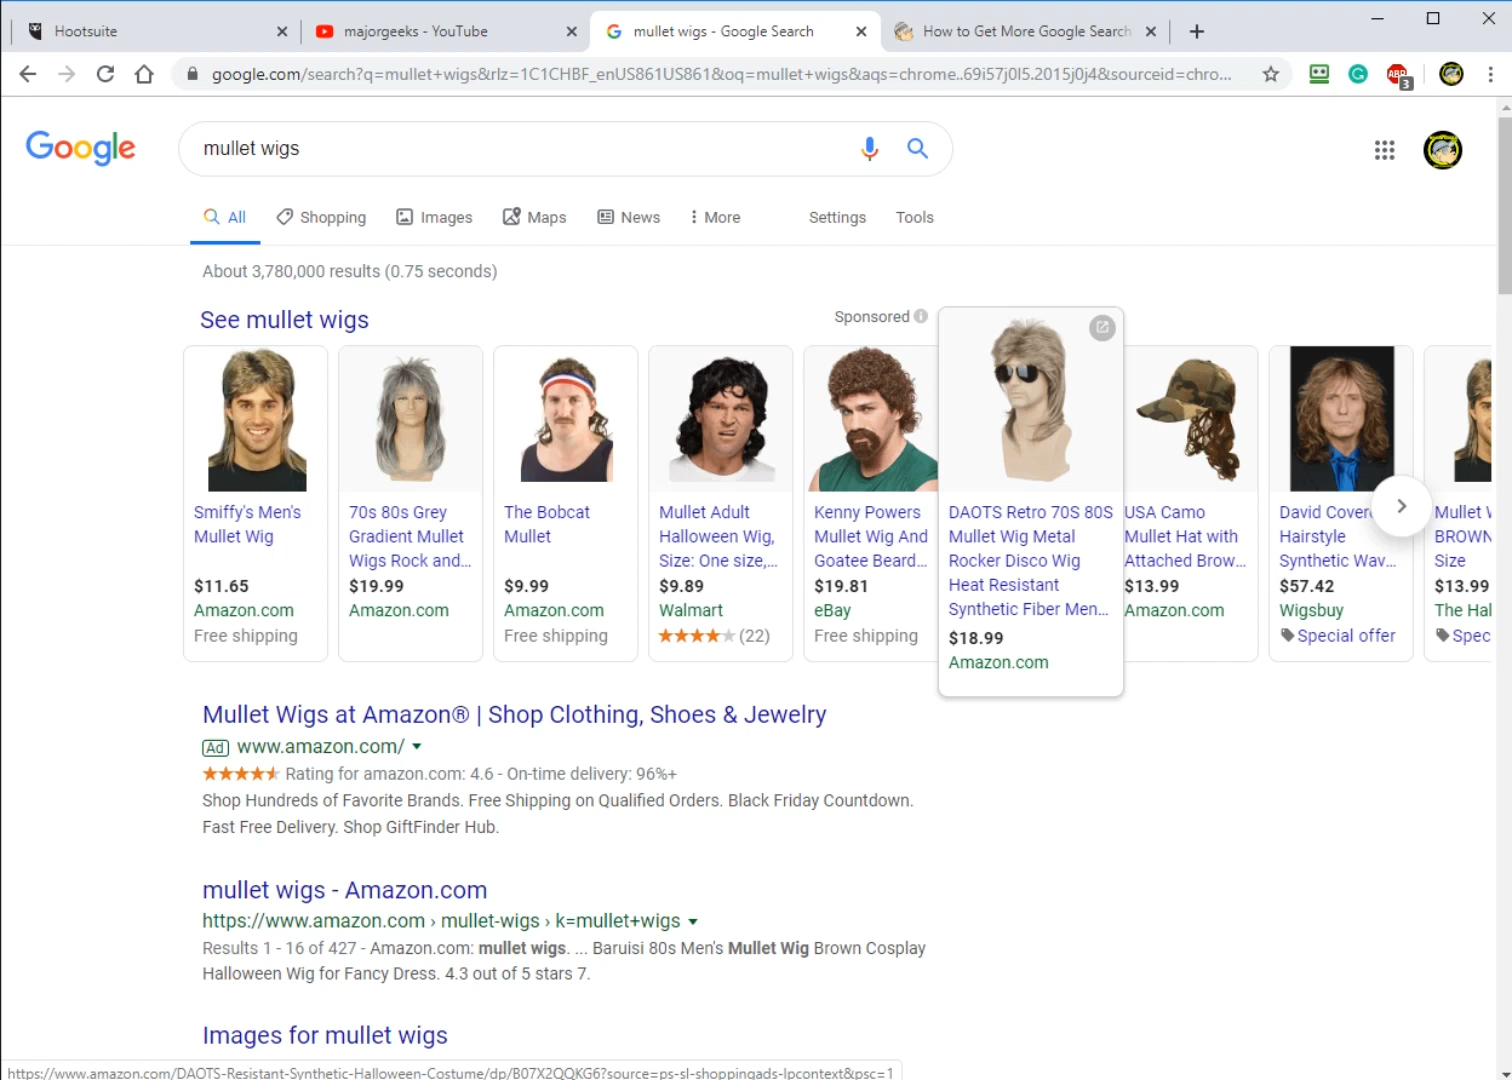 Hootsuite
majorgeeks - YouTube
mullet wigs - Google Search
How to Get More Google Search
google.com/search?q=mullet+wigs&rlz=1C1CHBF_enUS861US861&oq=mullet+wigs&aqs=chrome..69i57j0l5.2015j0j4&sourceid=chro...
ABP
3
Google
mullet wigs
All
Shopping
Images
Maps
News
More
Settings
Tools
About 3,780,000 results (0.75 seconds)
See mullet wigs
Sponsored
Smiffy's Men's
Mullet Wig
$11.65
Amazon.com
Free shipping
70s 80s Grey
Gradient Mullet
Wigs Rock and...
$19.99
Amazon.com
The Bobcat
Mullet
$9.99
Amazon.com
Free shipping
Mullet Adult
Halloween Wig,
Size: One size,...
$9.89
Walmart
(22)
Kenny Powers
Mullet Wig And
Goatee Beard...
$19.81
eBay
Free shipping
DAOTS Retro 70S 80S
Mullet Wig Metal
Rocker Disco Wig
Heat Resistant
Synthetic Fiber Men...
$18.99
Amazon.com
USA Camo
Mullet Hat with
Attached Brow...
$13.99
Amazon.com
David Cover
Hairstyle
Synthetic Wav...
$57.42
Wigsbuy
Special offer
Mullet
BROWN
Size
$13.99
The Hal
Spec
Mullet Wigs at Amazon® | Shop Clothing, Shoes & Jewelry
Ad www.amazon.com/
Rating for amazon.com: 4.6 - On-time delivery: 96%+
Shop Hundreds of Favorite Brands. Free Shipping on Qualified Orders. Black Friday Countdown.
Fast Free Delivery. Shop GiftFinder Hub.
mullet wigs - Amazon.com
https://www.amazon.com › mullet-wigs › k=mullet+wigs
Results 1 - 16 of 427 - Amazon.com: mullet wigs. ... Baruisi 80s Men's Mullet Wig Brown Cosplay
Halloween Wig for Fancy Dress. 4.3 out of 5 stars 7.
Images for mullet wigs
https://www.amazon.com/DAOTS-Resistant-Synthetic-Halloween-Costume/dp/B07X2QQKG6?source=ps-sl-shoppingads-lpcontext&psc=1